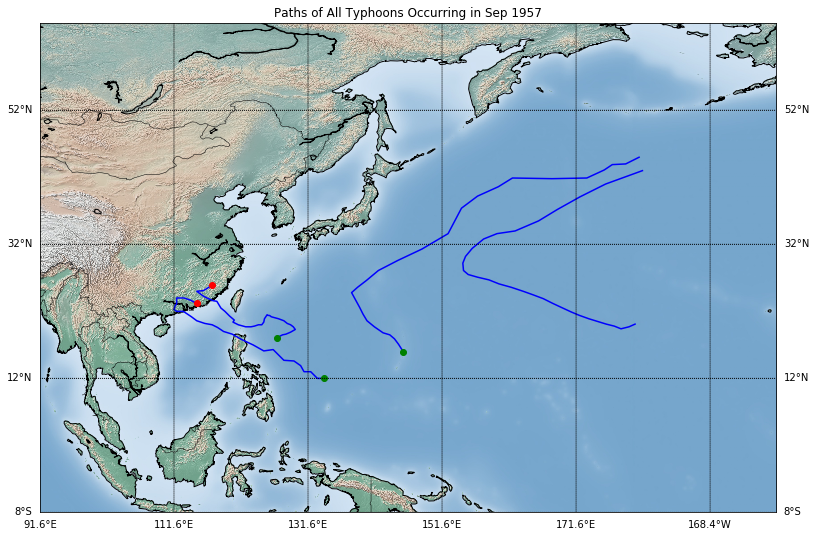 Paths of All Typhoons Occurring in Sep 1957
52°N 52°N
32°N 32°N
12°N 12°N
8°S 8°S
91.6°E 111.6°E 131.6°E 151.6°E 171.6°E 168.4°W